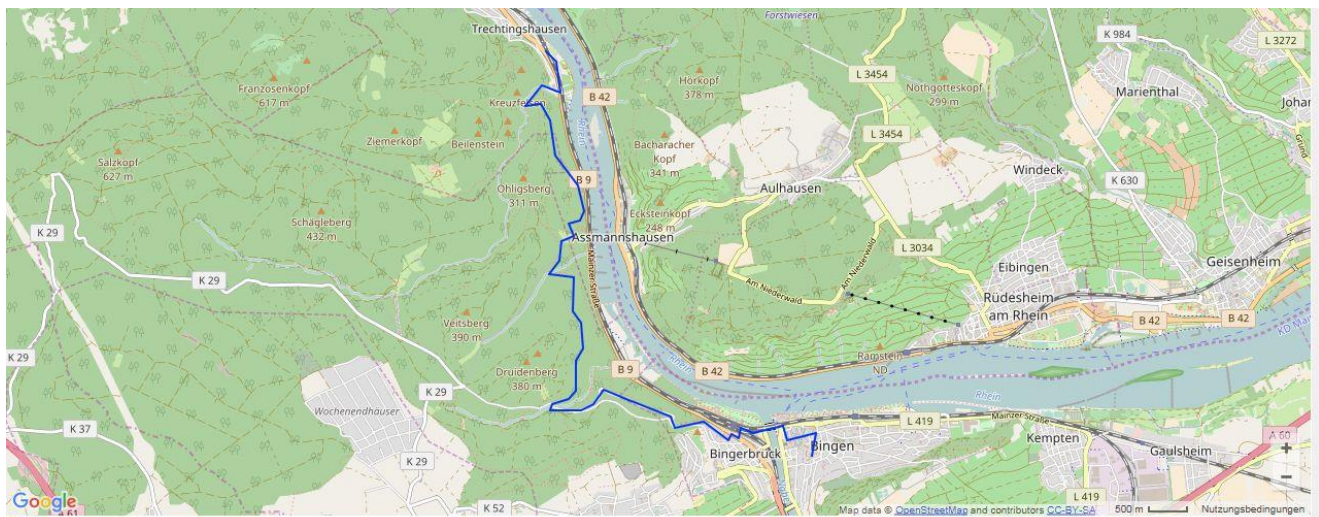 Trechtingshausen
Forstwiesen
K 984
L 3272
Franzosenkopf
617 m
Kreuzfelsen
B 42
Hörkopf
378 m
L 3454
Nothgotteskopf
299 m
Marienthal
Ziemerkopf
Beilenstein
Rhein
Bacharacher
Kopf
341 m
L 3454
Windeck
Salzkopf
627 m
B 9
Ohligsberg
311 m
Aulhausen
K 630
Schägleberg
432 m
Ecksteinkopf
248 m
K 29
Assmannshausen
L 3034
Geisenheim
K 29
Mainzer Straße
Am Niederwald
Am Niederwald
Eibingen
Rüdesheim
am Rhein
Veitsberg
390 m
B 42
B 42
K 29
Ramstein
ND
Druidenberg
380 m
B 9
Rhein
B 42
Rhein
K 29
Wochenendhäuser
L 419
Mainzer Straße
K 37
Bingerbrück
Bingen
Kempten
Gaulsheim
A 60
K 29
L 419
K 52
Google
A 61
Map data © OpenStreetMap and contributors CC-BY-SA
500 m
Nutzungsbedingungen